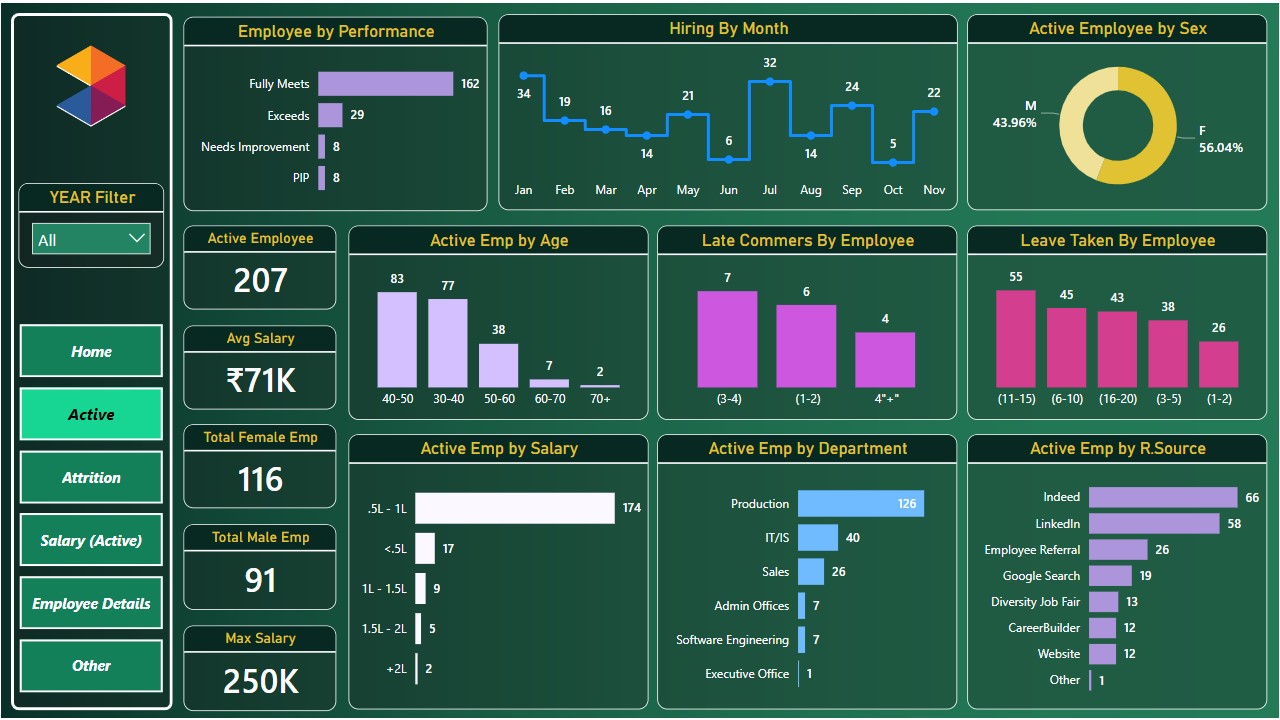 YEAR Filter
All
Home
Active
Attrition
Salary (Active)
Employee Details
Other
Employee by Performance
Fully Meets 162
Exceeds 29
Needs Improvement 8
PIP 8
Hiring By Month
34 19 16 14 21 6 32 14 24 5 22
Jan Feb Mar Apr May Jun Jul Aug Sep Oct Nov
Active Employee by Sex
M
43.96%
F
56.04%
Active Employee
207
Avg Salary
₹71K
Total Female Emp
116
Total Male Emp
91
Max Salary
250K
Active Emp by Age
83 77 38 7 2
40-50 30-40 50-60 60-70 70+
Late Commers By Employee
7 6 4
(3-4) (1-2) 4"+"
Leave Taken By Employee
55 45 43 38 26
(11-15) (6-10) (16-20) (3-5) (1-2)
Active Emp by Salary
.5L - 1L 174
<.5L 17
1L - 1.5L 9
1.5L - 2L 5
+2L 2
Active Emp by Department
Production 126
IT/IS 40
Sales 26
Admin Offices 7
Software Engineering 7
Executive Office 1
Active Emp by R.Source
Indeed 66
LinkedIn 58
Employee Referral 26
Google Search 19
Diversity Job Fair 13
CareerBuilder 12
Website 12
Other 1